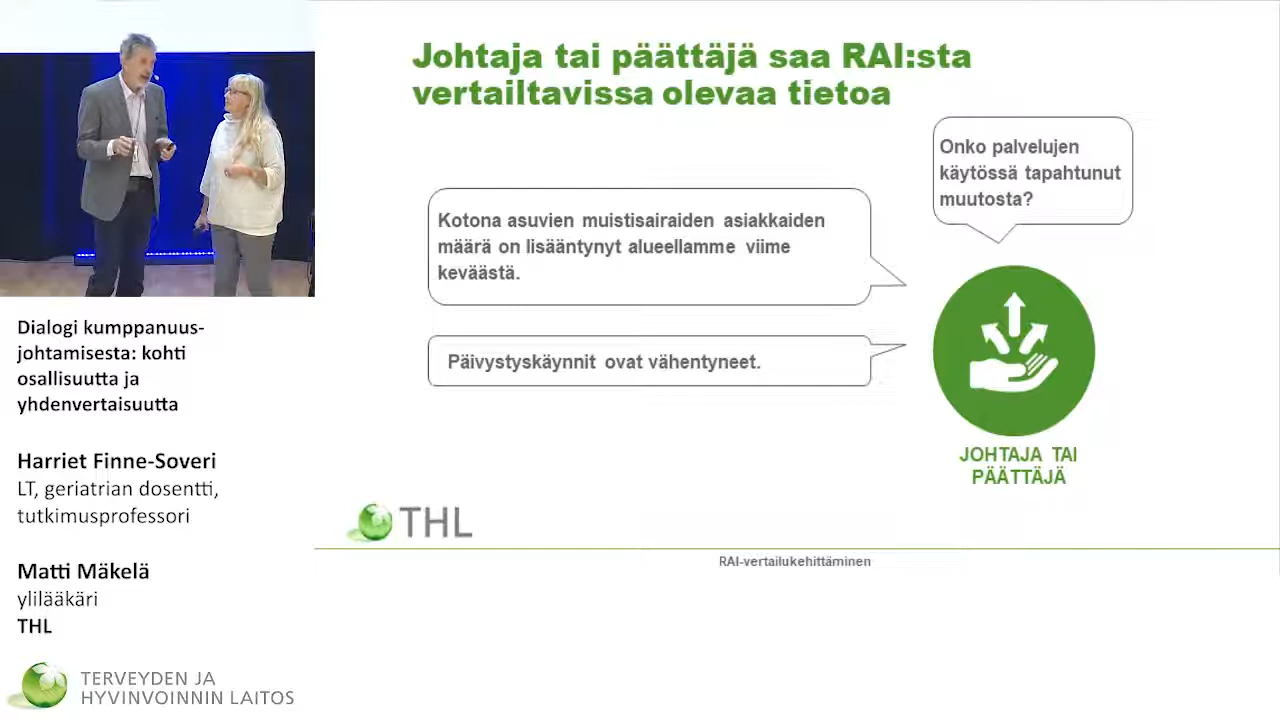 Johtaja tai päättäjä saa RAI:sta
vertailtavissa olevaa tietoa
Onko palvelujen
käytössä tapahtunut
muutosta?
Kotona asuvien muistisairaiden asiakkaiden
määrä on lisääntynyt alueellamme viime
keväästä.
Päivystyskäynnit ovat vähentyneet.
JOHTAJA TAI
PÄÄTTÄJÄ
THL
RAI-vertailukehittäminen
Dialogi kumppanuus-
johtamisesta: kohti
osallisuutta ja
yhdenvertaisuutta
Harriet Finne-Soveri
LT, geriatrian dosentti,
tutkimusprofessori
Matti Mäkelä
ylilääkäri
THL
TERVEYDEN JA
HYVINVOINNIN LAITOS